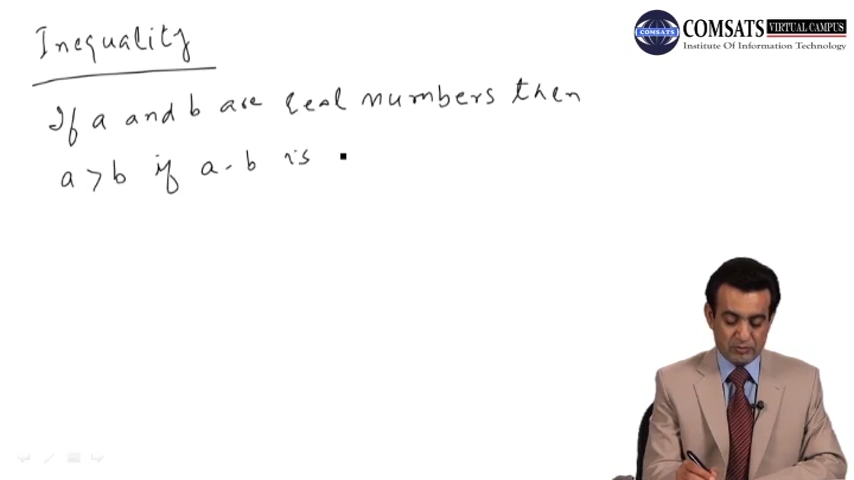 COMSATS VIRTUAL CAMPUS
COMSATS
Institute Of Information Technology
Inequality
If a and b are real numbers then
a > b if a - b is